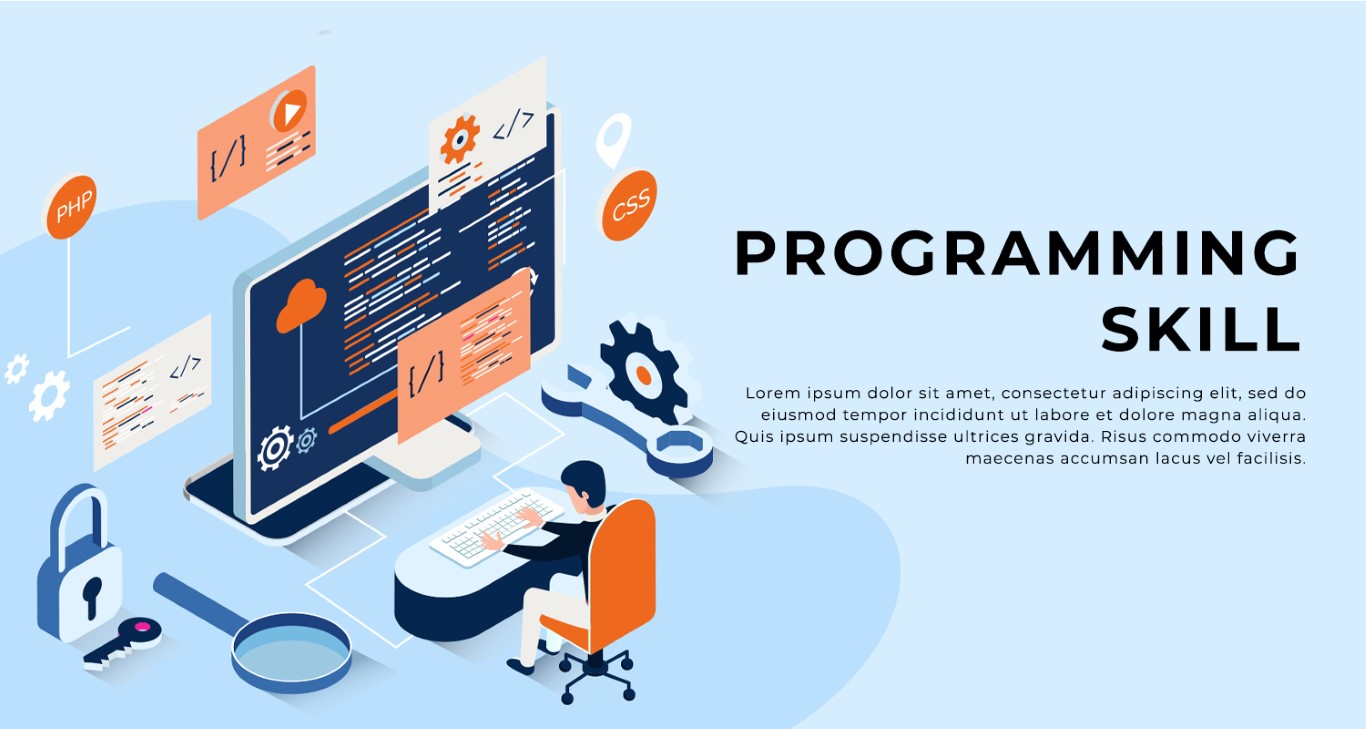 PHP
CSS
[/]
</>
{/}
</>
PROGRAMMING
SKILL
Lorem ipsum dolor sit amet, consectetur adipiscing elit, sed do
eiusmod tempor incididunt ut labore et dolore magna aliqua.
Quis ipsum suspendisse ultrices gravida. Risus commodo viverra
maecenas accumsan lacus vel facilisis.